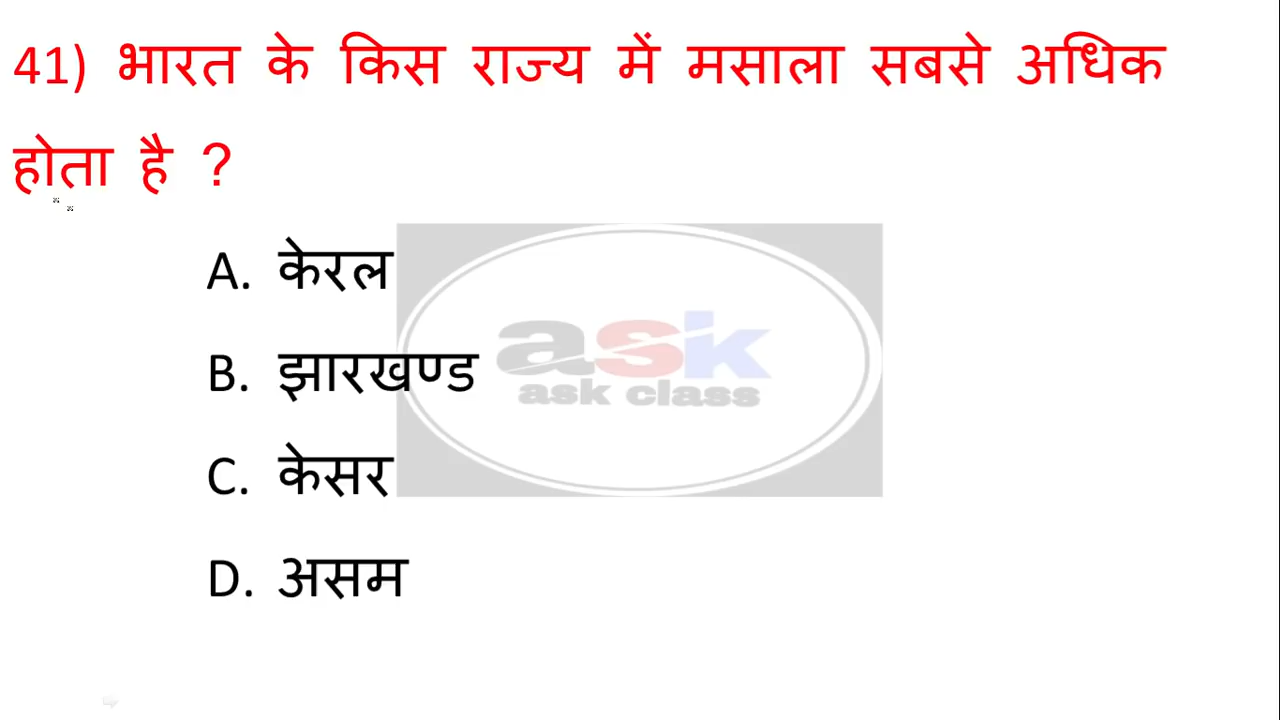 41) भारत के किस राज्य में मसाला सबसे अधिक
होता है ?
A. केरल
B. झारखण्ड
C. केसर
D. असम
ask
ask class